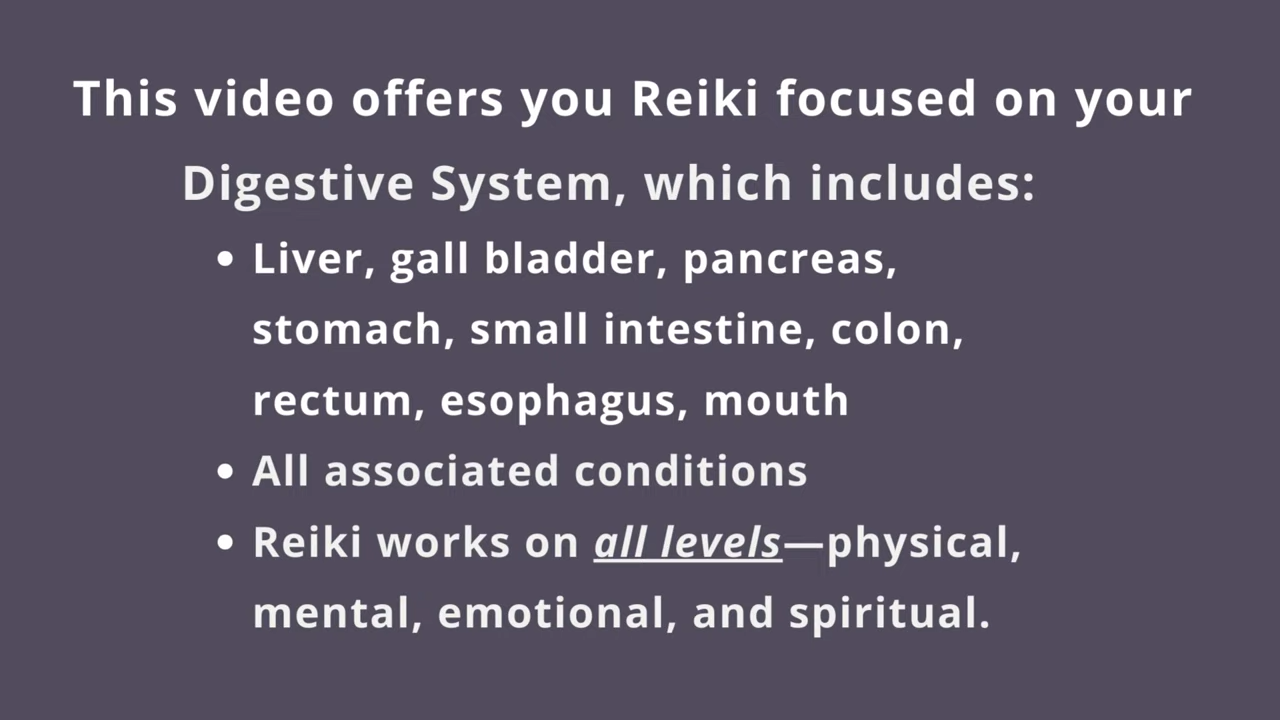 This video offers you Reiki focused on your
Digestive System, which includes:
• Liver, gall bladder, pancreas,
stomach, small intestine, colon,
rectum, esophagus, mouth
• All associated conditions
• Reiki works on all levels—physical,
mental, emotional, and spiritual.